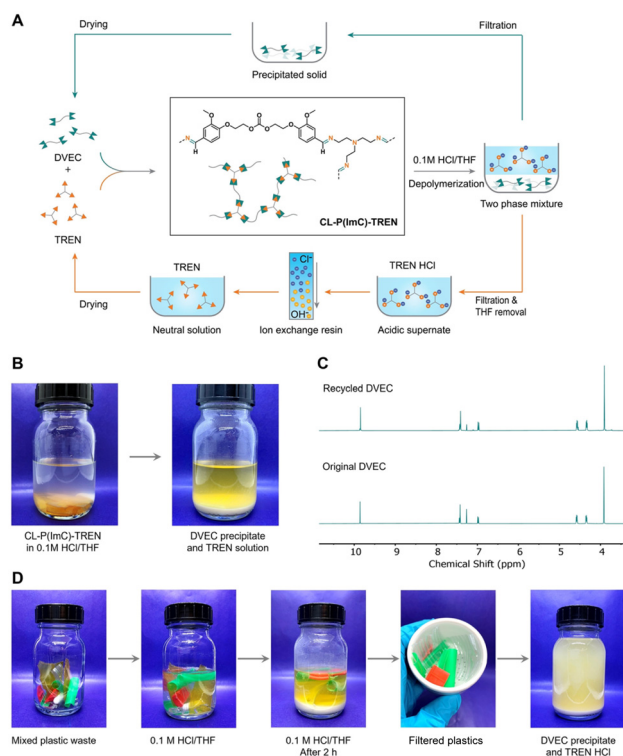 A
Drying
Filtration
Precipitated solid
DVEC
+
TREN
O
O
O
O
O
O
O
N
H
N
N
N
H
N
CL-P(ImC)-TREN
0.1M HCl/THF
Depolymerization
Two phase mixture
TREN
Cl⁻
OH⁻
TREN HCl
Drying
Neutral solution
Ion exchange resin
Acidic supernate
Filtration &
THF removal
B
CL-P(ImC)-TREN
in 0.1M HCl/THF
DVEC precipitate
and TREN solution
C
Recycled DVEC
Original DVEC
10 9 8 7 6 5 4
Chemical Shift (ppm)
D
Mixed plastic waste
0.1 M HCl/THF
0.1 M HCl/THF
After 2 h
Filtered plastics
DVEC precipitate
and TREN HCl